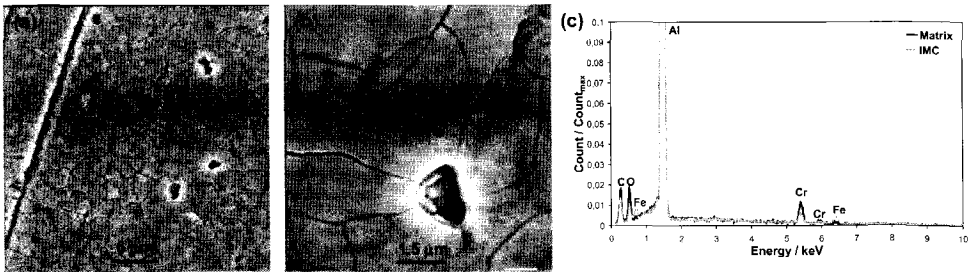 (c)
Count / Count_max
0,1
0,09
0,08
0,07
0,06
0,05
0,04
0,03
0,02
0,01
0
Al
Matrix
IMC
C O
Fe
Cr
Cr
Fe
0 1 2 3 4 5 6 7 8 9 10
Energy / keV
1.5 µm